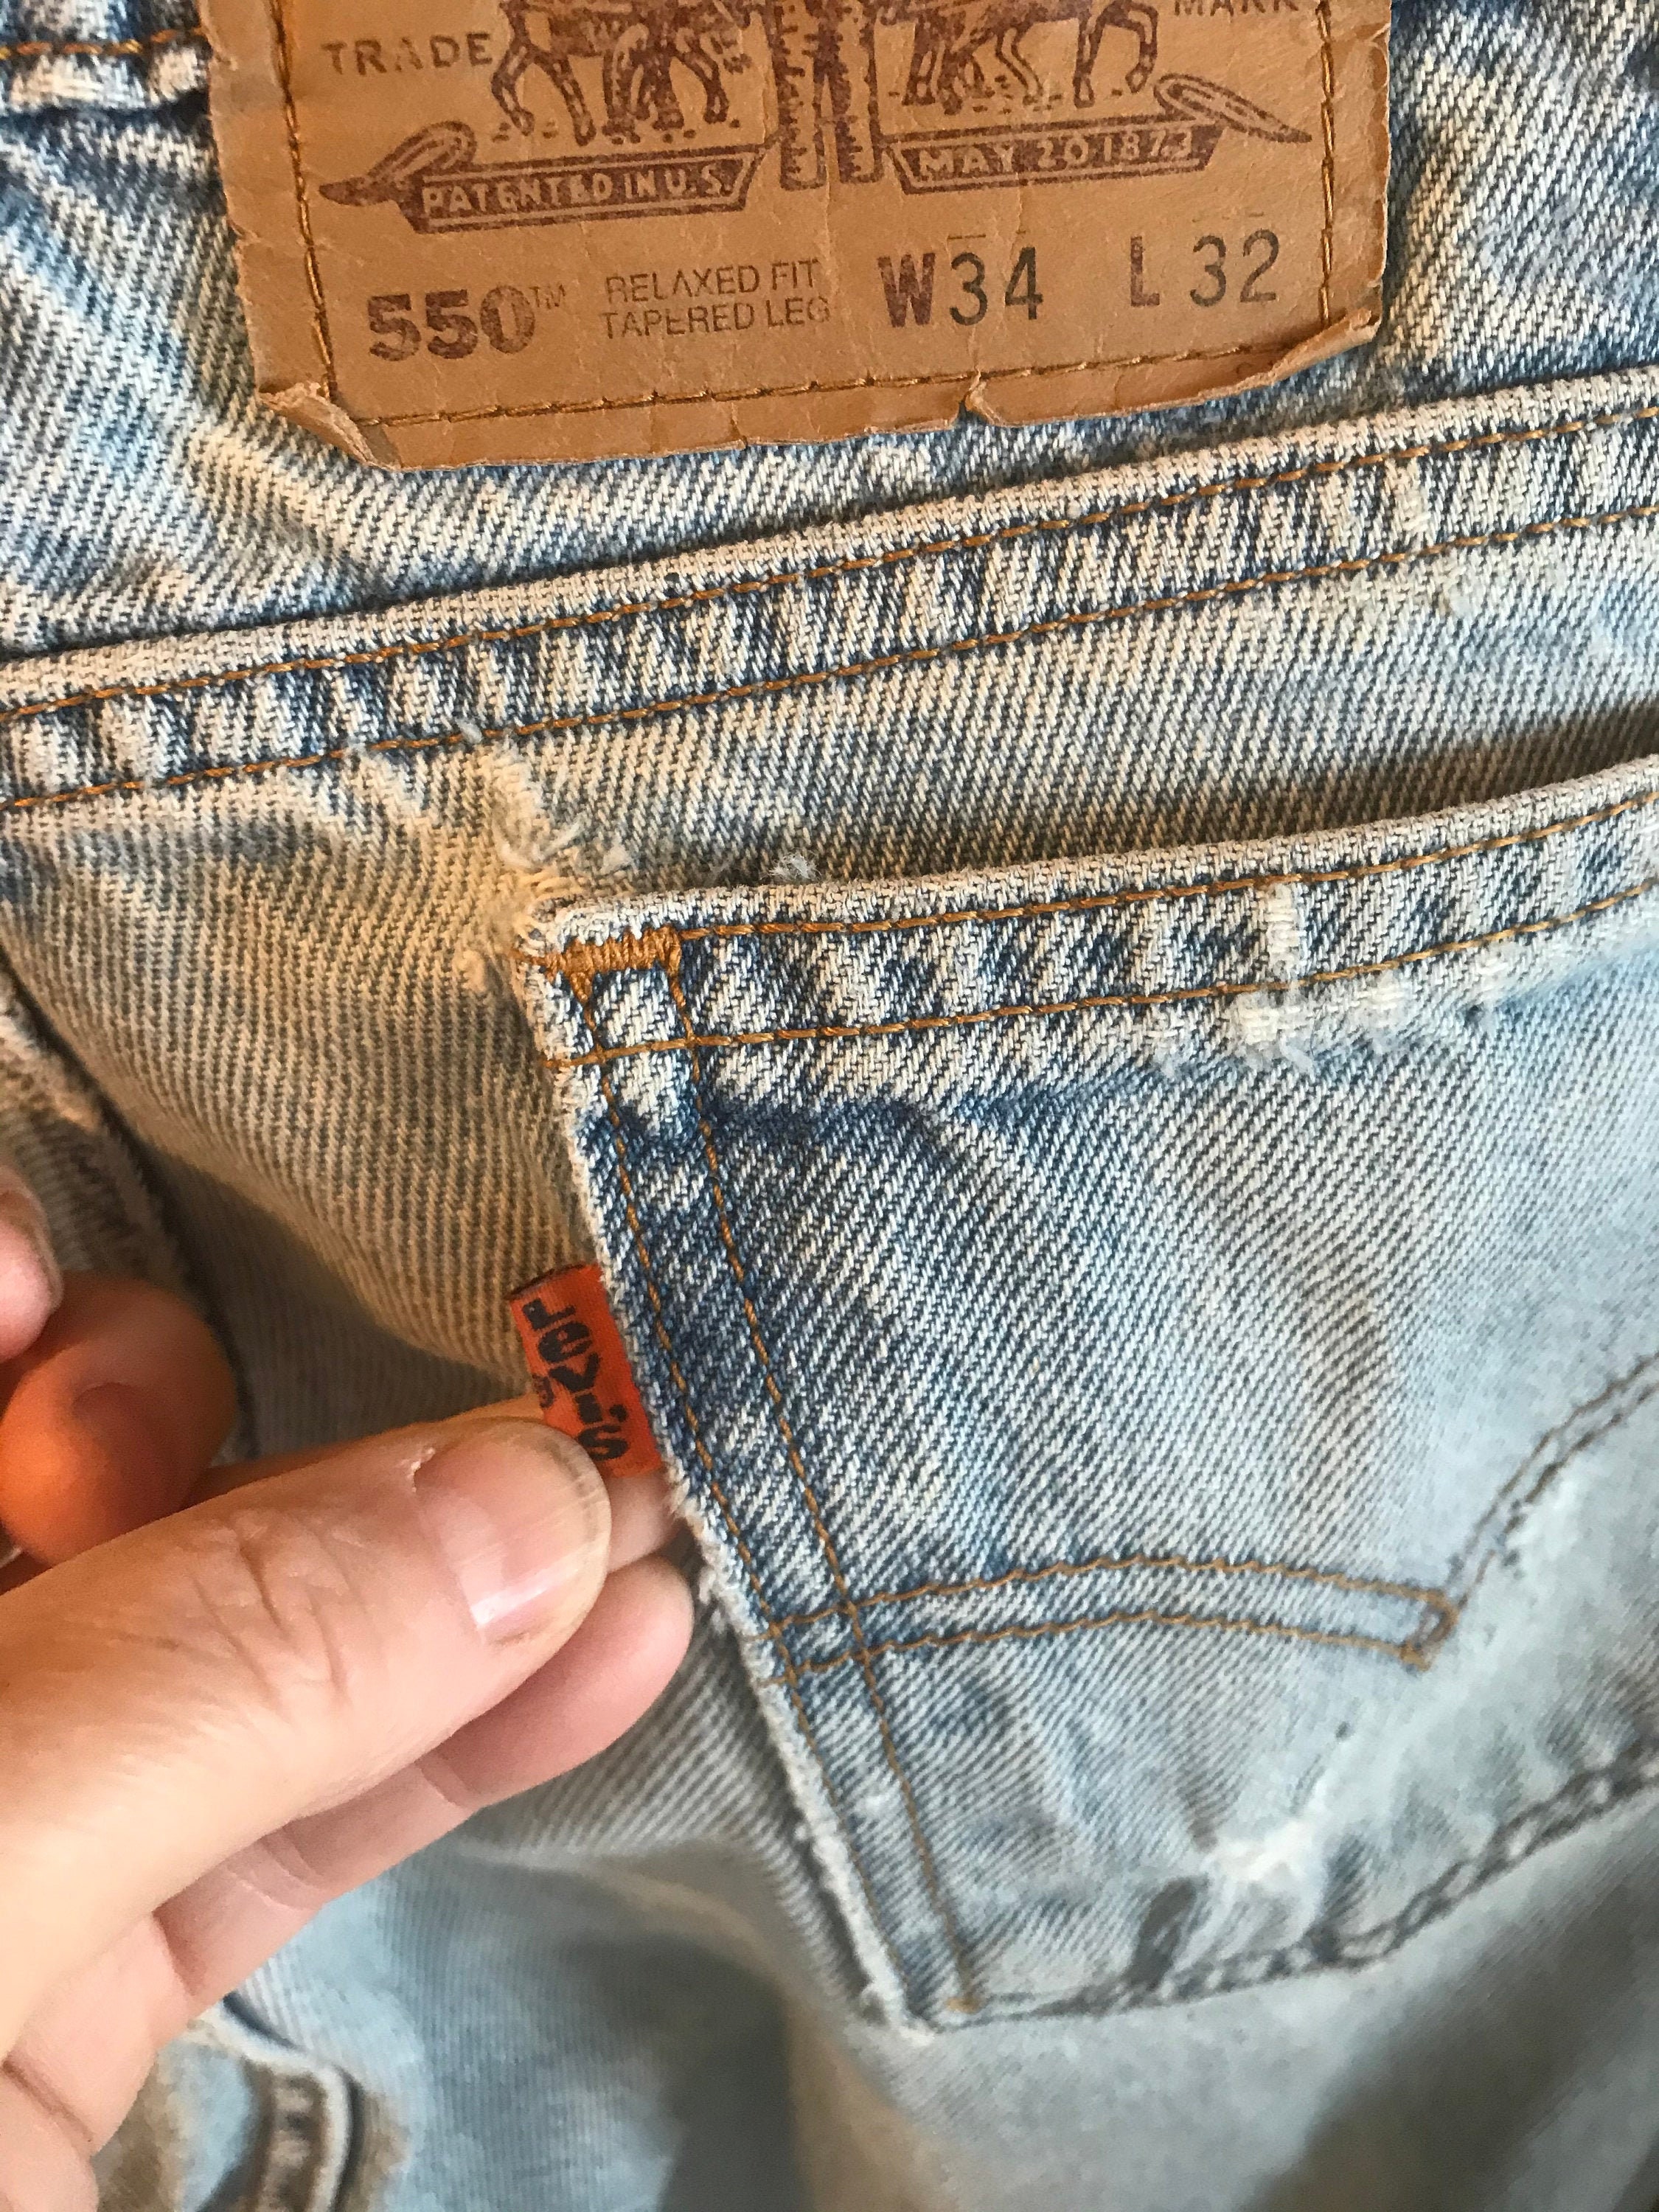 TRADE MARK
PATENTED IN U.S. MAY 20 1873
550™ RELAXED FIT
TAPERED LEG W34 L 32
LEVI'S